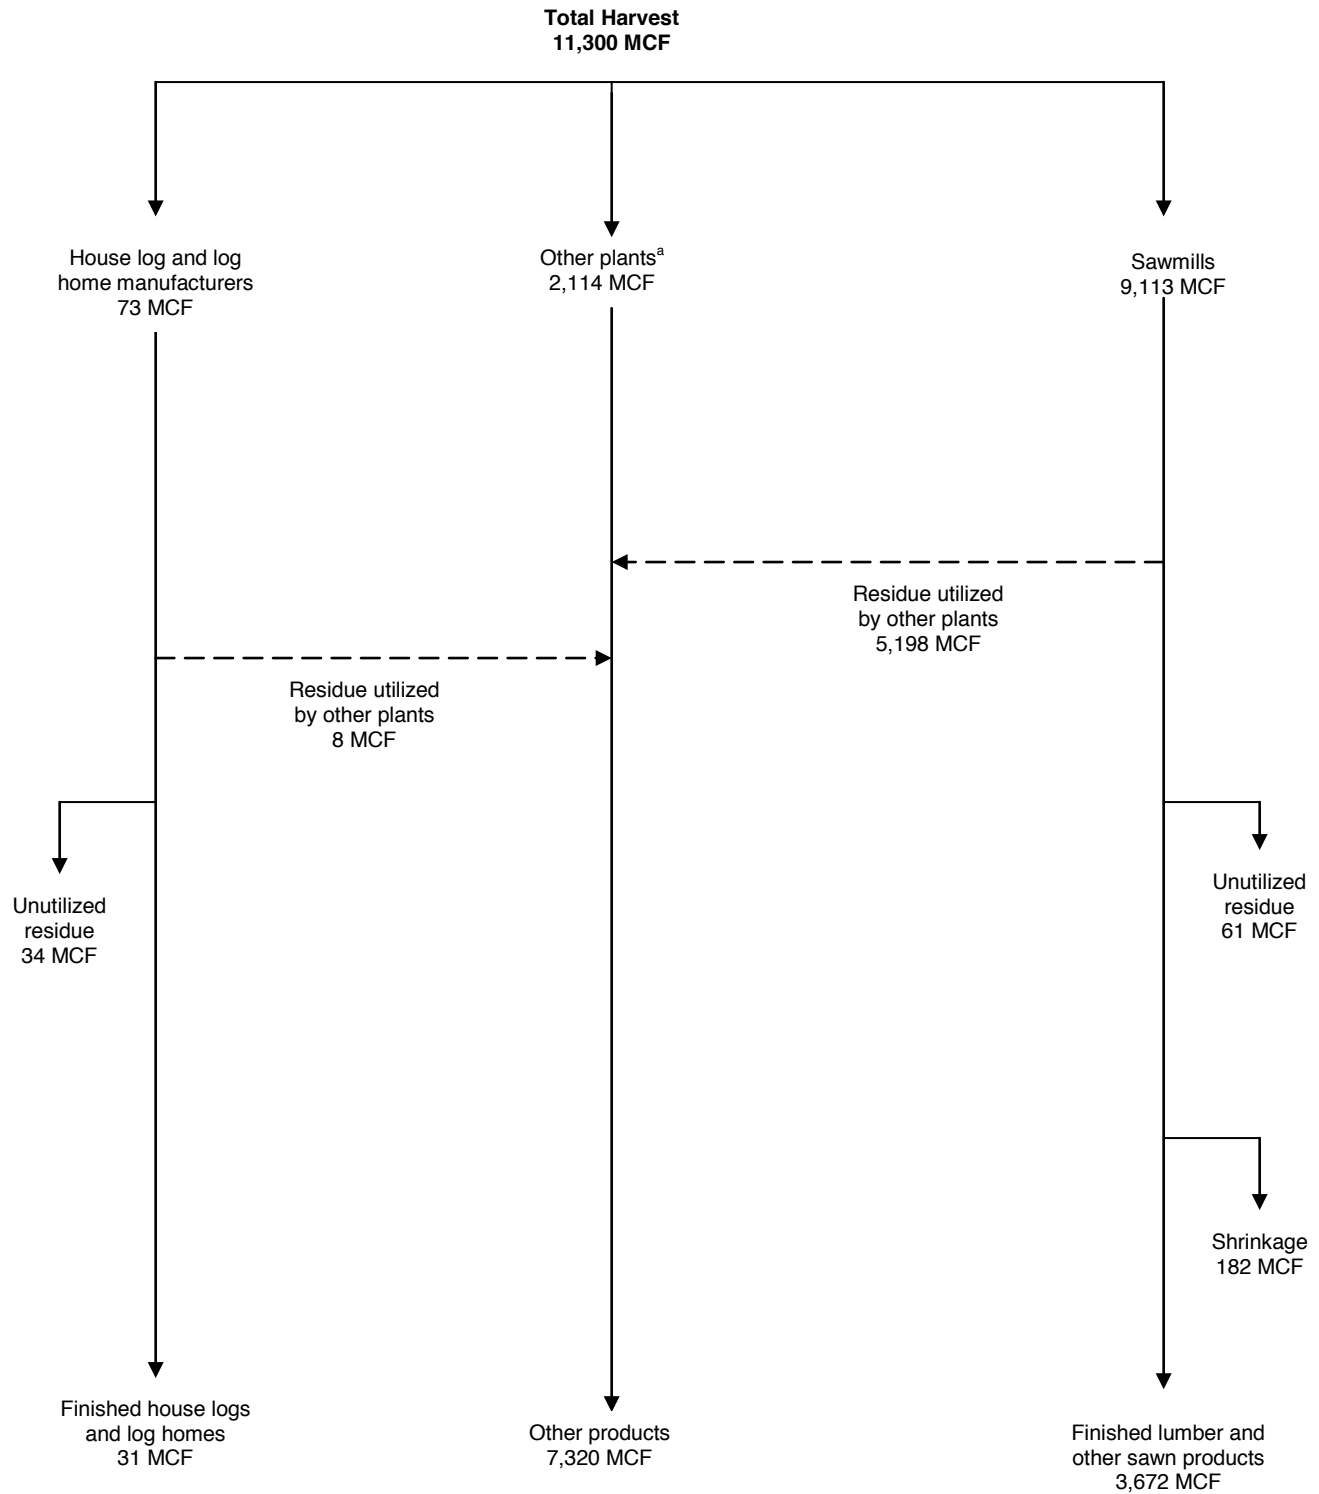 Total Harvest
11,300 MCF
House log and log
home manufacturers
73 MCF
Other plantsᵃ
2,114 MCF
Sawmills
9,113 MCF
Residue utilized
by other plants
5,198 MCF
Residue utilized
by other plants
8 MCF
Unutilized
residue
34 MCF
Unutilized
residue
61 MCF
Shrinkage
182 MCF
Finished house logs
and log homes
31 MCF
Other products
7,320 MCF
Finished lumber and
other sawn products
3,672 MCF